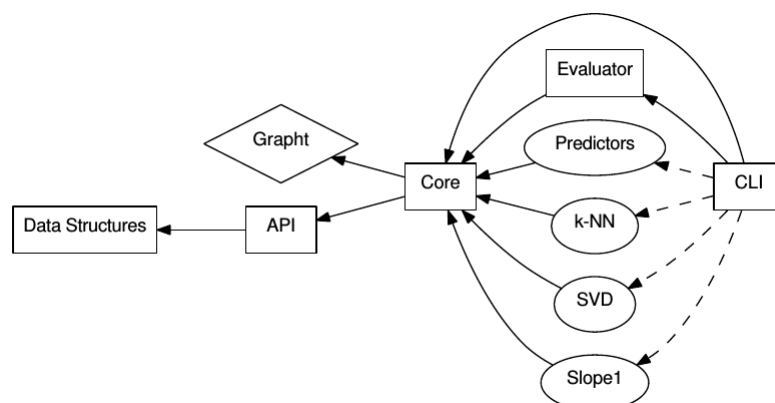 Evaluator
Grapht
Predictors
Core
CLI
Data Structures
API
k-NN
SVD
Slope1